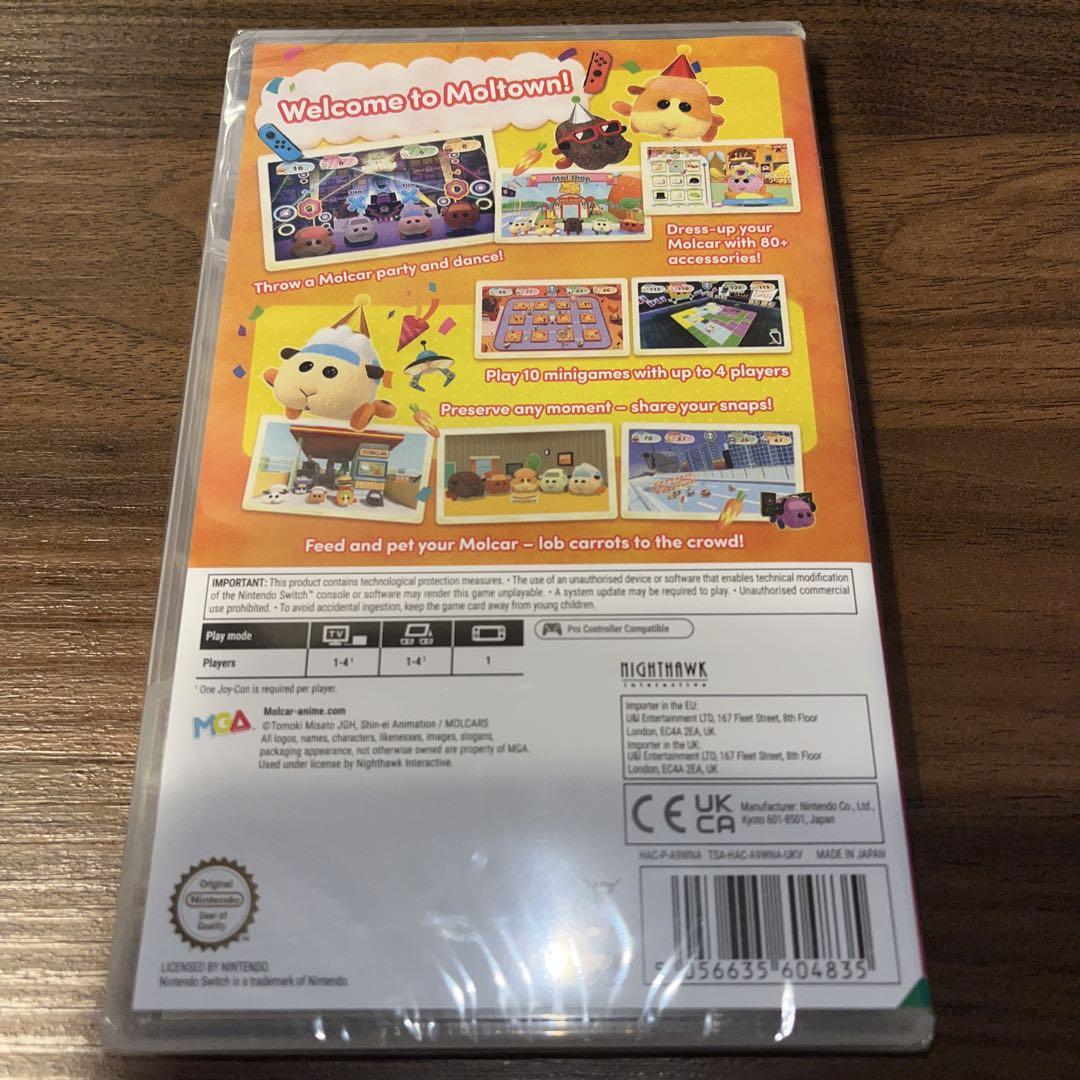 Welcome to Moltown!
Mol Shop
Throw a Molcar party and dance!
Dress-up your
Molcar with 80+
accessories!
Play 10 minigames with up to 4 players
Preserve any moment – share your snaps!
Feed and pet your Molcar – lob carrots to the crowd!
IMPORTANT: This product contains technological protection measures. • The use of an unauthorised device or software that enables technical modification
of the Nintendo Switch™ console or software may render this game unplayable. • A system update may be required to play. • Unauthorised commercial
use prohibited. • To avoid accidental ingestion, keep the game card away from young children.
Play mode TV
Pro Controller Compatible
Players 1-4¹ 1-4¹ 1
¹ One Joy-Con is required per player.
NIGHTHAWK
interactive
MGA
Molcar-anime.com
©Tomoki Misato JGH, Shin-ei Animation / MOLCARS
All logos, names, characters, likenesses, images, slogans,
packaging appearance, not otherwise owned are property of MGA.
Used under license by Nighthawk Interactive.
Importer in the EU:
U&I Entertainment LTD, 167 Fleet Street, 8th Floor
London, EC4A 2EA, UK
Importer in the UK:
U&I Entertainment LTD, 167 Fleet Street, 8th Floor
London, EC4A 2EA, UK
CE UK CA
Manufacturer: Nintendo Co., Ltd.,
Kyoto 601-8501, Japan
HAC-P-A9WNA TSA-HAC-A9WNA-UKV MADE IN JAPAN
Original
Nintendo
Seal of
Quality
LICENSED BY NINTENDO
Nintendo Switch is a trademark of Nintendo.
5 056635 604835